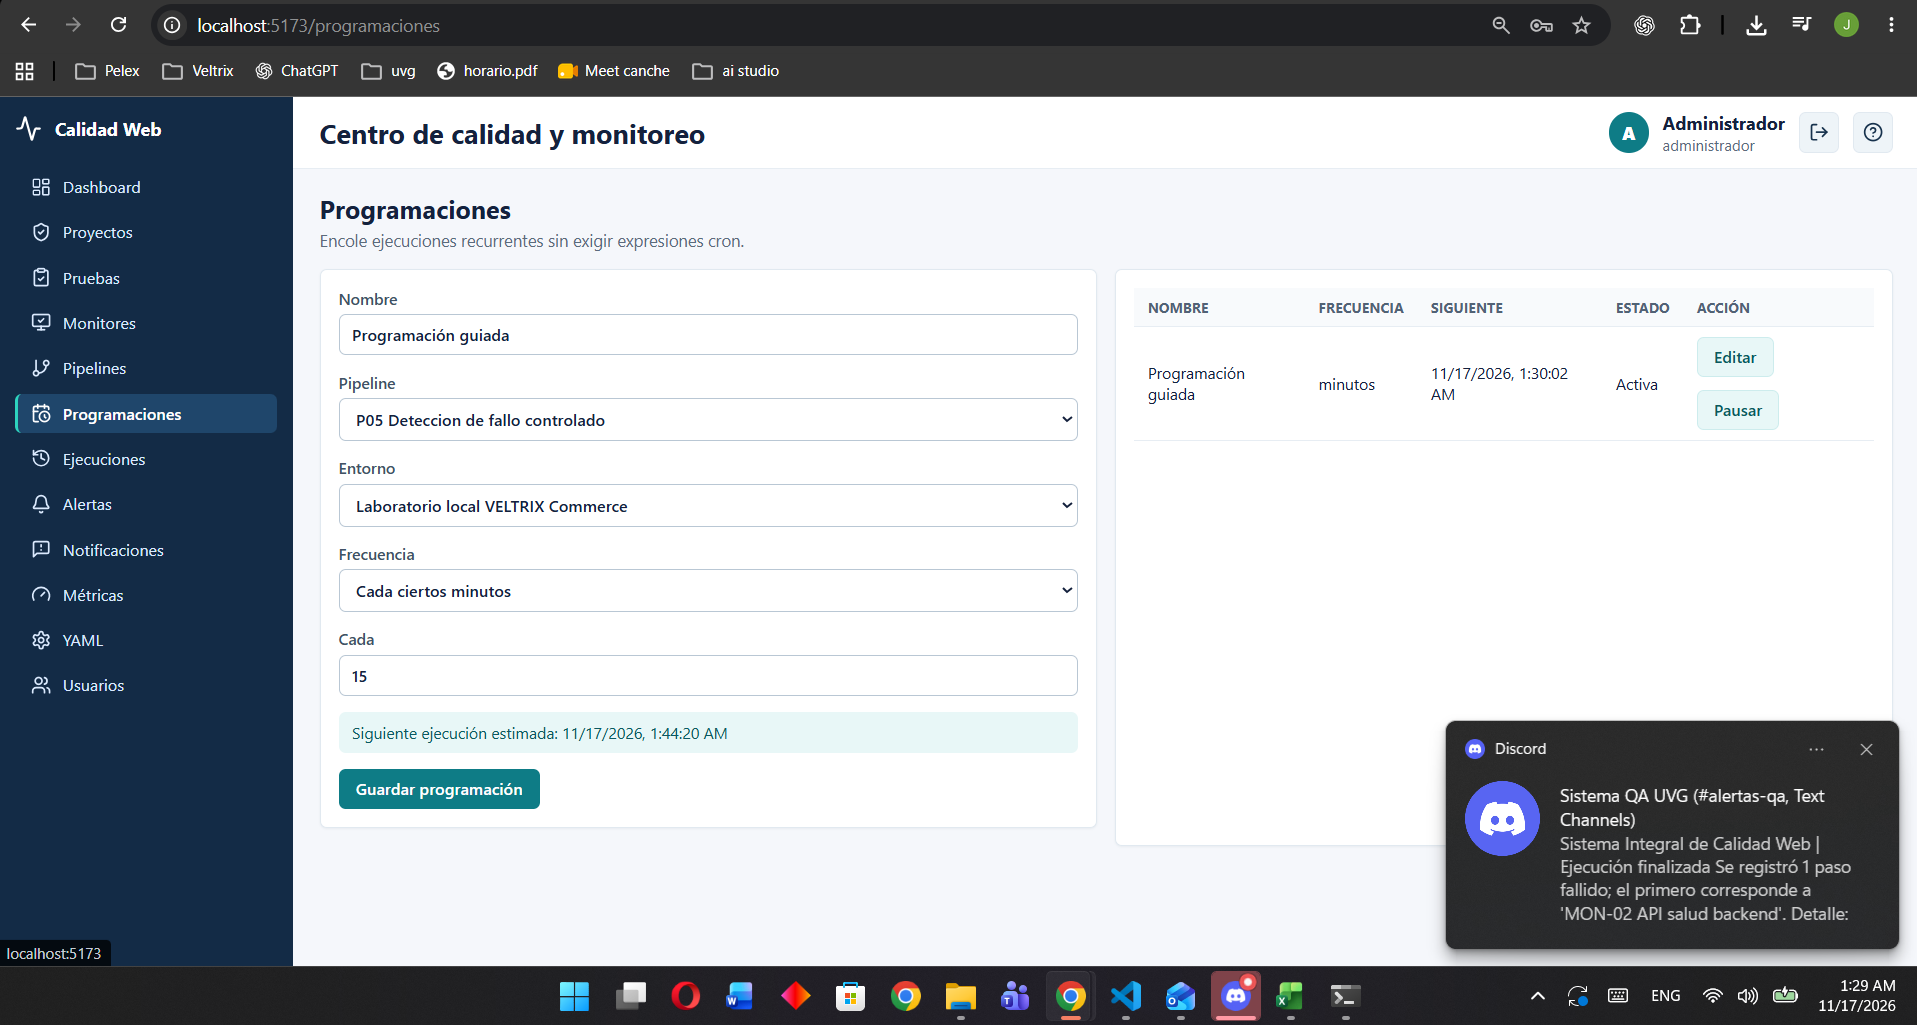 localhost:5173/programaciones
J
Pelex
Veltrix
ChatGPT
uvg
horario.pdf
Meet canche
ai studio
Calidad Web
Dashboard
Proyectos
Pruebas
Monitores
Pipelines
Programaciones
Ejecuciones
Alertas
Notificaciones
Métricas
YAML
Usuarios
localhost:5173
Centro de calidad y monitoreo
A
Administrador
administrador
Programaciones
Encole ejecuciones recurrentes sin exigir expresiones cron.
Nombre
Programación guiada
Pipeline
P05 Deteccion de fallo controlado
Entorno
Laboratorio local VELTRIX Commerce
Frecuencia
Cada ciertos minutos
Cada
15
Siguiente ejecución estimada: 11/17/2026, 1:44:20 AM
Guardar programación
NOMBRE FRECUENCIA SIGUIENTE ESTADO ACCIÓN
Programación
guiada
minutos
11/17/2026, 1:30:02
AM
Activa
Editar
Pausar
Discord
Sistema QA UVG (#alertas-qa, Text
Channels)
Sistema Integral de Calidad Web |
Ejecución finalizada Se registró 1 paso
fallido; el primero corresponde a
'MON-02 API salud backend'. Detalle:
ENG
1:29 AM
11/17/2026